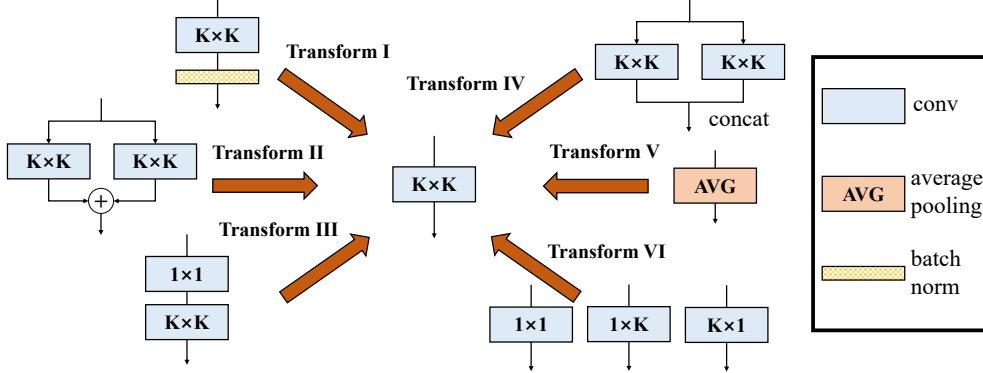 K×K
Transform I
K×K
K×K
Transform IV
concat
K×K
K×K
Transform II
K×K
Transform V
AVG
Transform III
1×1
K×K
Transform VI
1×1
1×K
K×1
conv
AVG
average
pooling
batch
norm